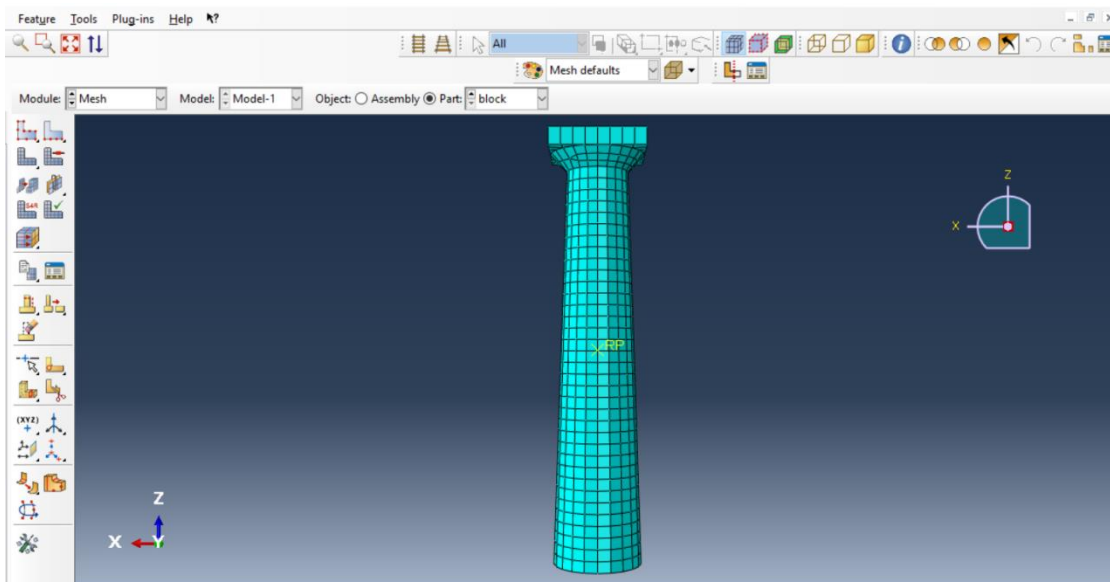 Feature Tools Plug-ins Help ?
All
Mesh defaults
Module: Mesh Model: Model-1 Object: Assembly Part: block
Z
X
RP
(XYZ)
Z
X Y